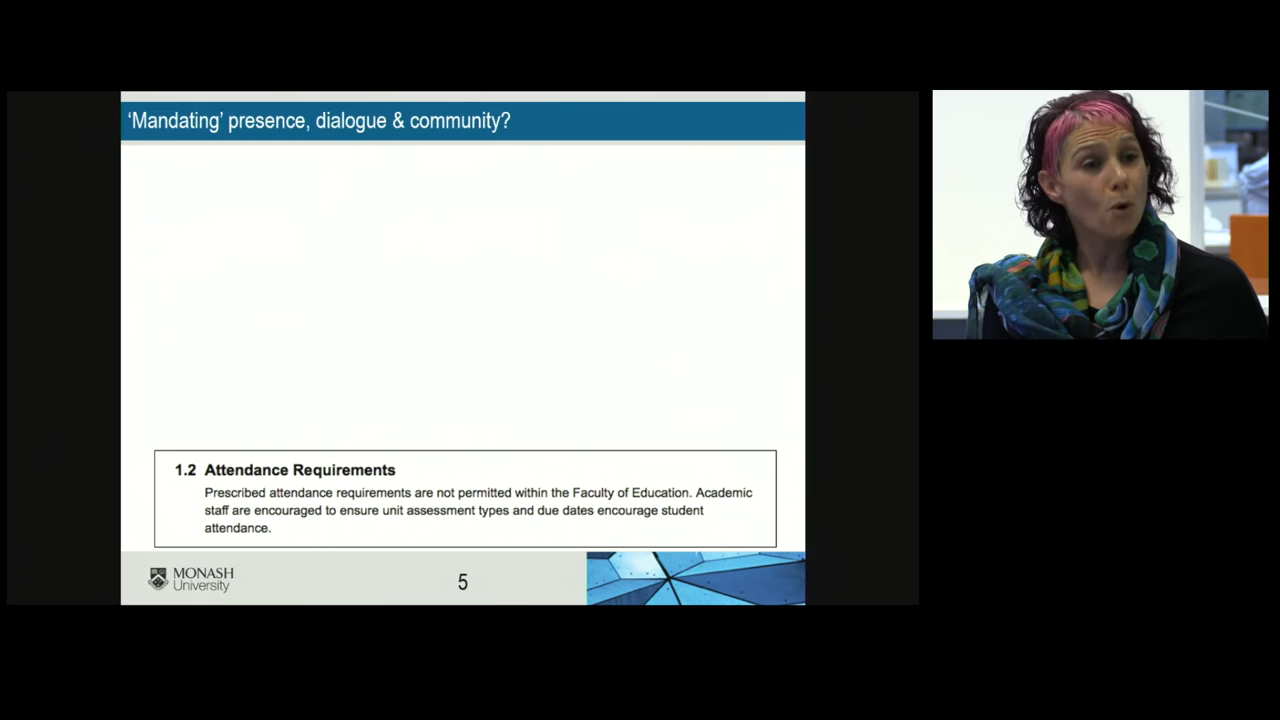 ‘Mandating’ presence, dialogue & community?
1.2 Attendance Requirements
Prescribed attendance requirements are not permitted within the Faculty of Education. Academic
staff are encouraged to ensure unit assessment types and due dates encourage student
attendance.
MONASH
University
5